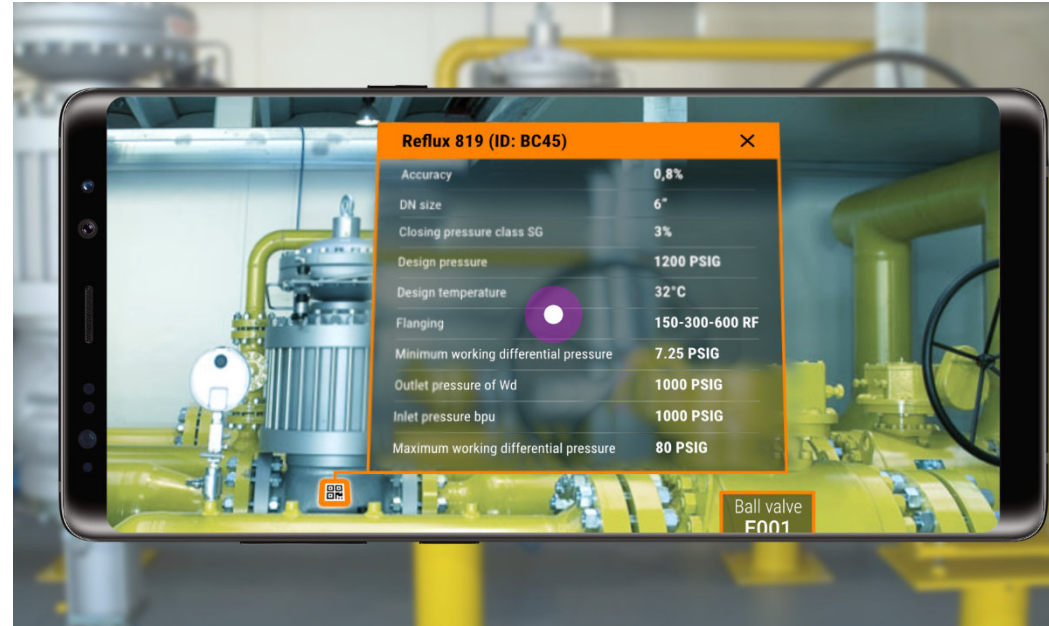 Reflux 819 (ID: BC45) ×
Accuracy 0,8%
DN size 6"
Closing pressure class SG 3%
Design pressure 1200 PSIG
Design temperature 32°C
Flanging 150-300-600 RF
Minimum working differential pressure 7.25 PSIG
Outlet pressure of Wd 1000 PSIG
Inlet pressure bpu 1000 PSIG
Maximum working differential pressure 80 PSIG
Ball valve
F001